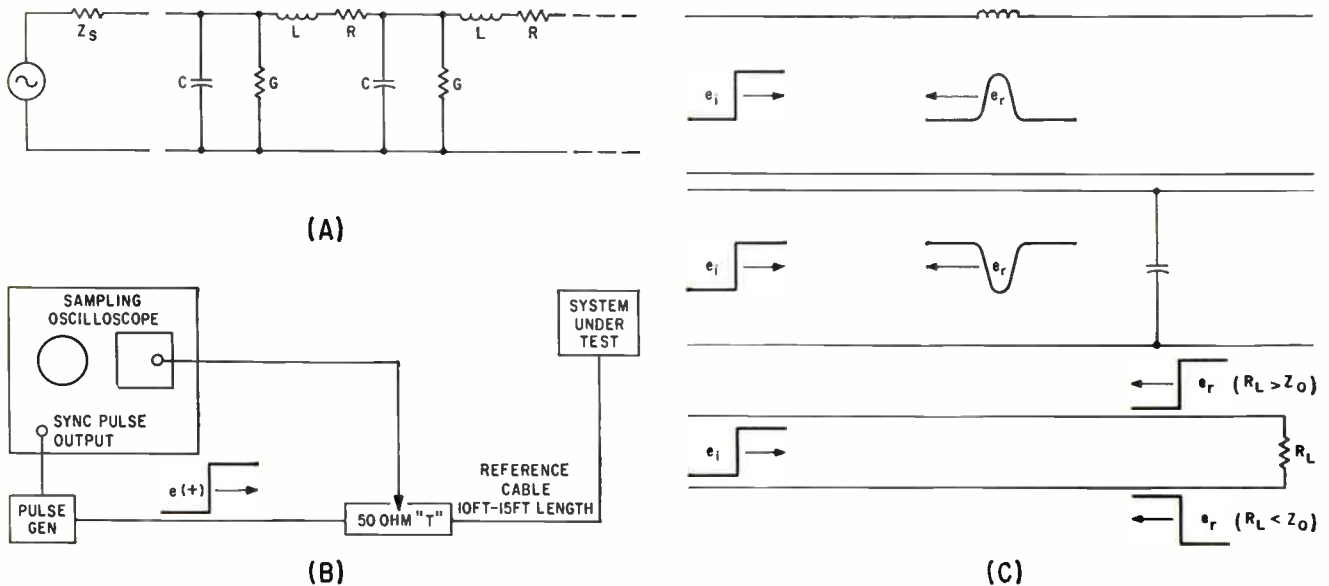 Z_S
L
R
L
R
C
G
C
G
(A)
SAMPLING
OSCILLOSCOPE
SYNC PULSE
OUTPUT
PULSE
GEN
e(+)
50 OHM "T"
REFERENCE
CABLE
10FT-15FT LENGTH
SYSTEM
UNDER
TEST
(B)
e_i
e_r
e_i
e_r
e_r (R_L > Z_O)
e_i
R_L
e_r (R_L < Z_O)
(C)